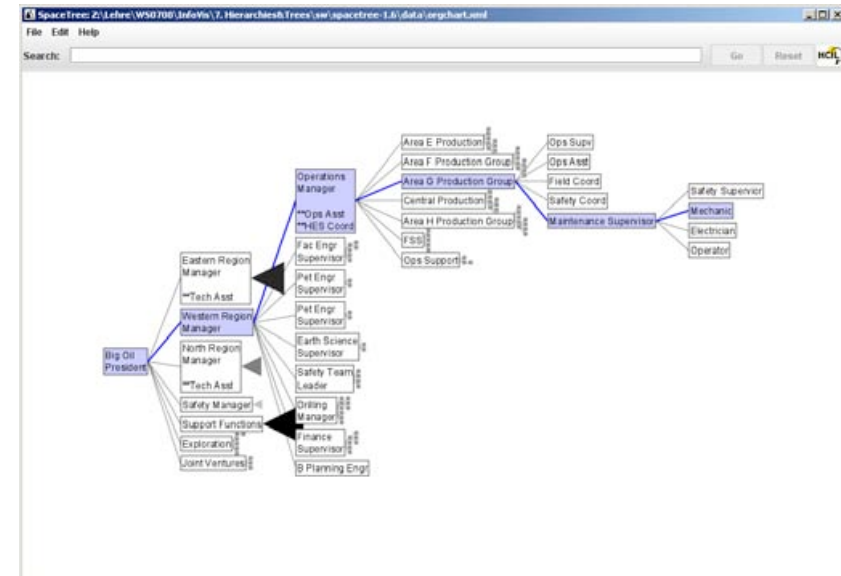 SpaceTree: Z:\Lehre\WS0708\InfoVis\7. Hierarchies&Trees\sw\spacetree-1.6\data\orgchart.xml
File Edit Help
Search:
Go
Reset
HCIL
Big Oil
President
Eastern Region
Manager
**Tech Asst
Western Region
Manager
North Region
Manager
**Tech Asst
Safety Manager
Support Functions
Exploration
Joint Ventures
Operations
Manager
**Ops Asst
**HES Coord
Fac Engr
Supervisor
Pet Engr
Supervisor
Pet Engr
Supervisor
Earth Science
Supervisor
Safety Team
Leader
Drilling
Manager
Finance
Supervisor
B Planning Engr
Area E Production
Area F Production Group
Area G Production Group
Central Production
Area H Production Group
FSS
Ops Support
Ops Supv
Ops Asst
Field Coord
Safety Coord
Maintenance Supervisor
Safety Supervior
Mechanic
Electrician
Operator